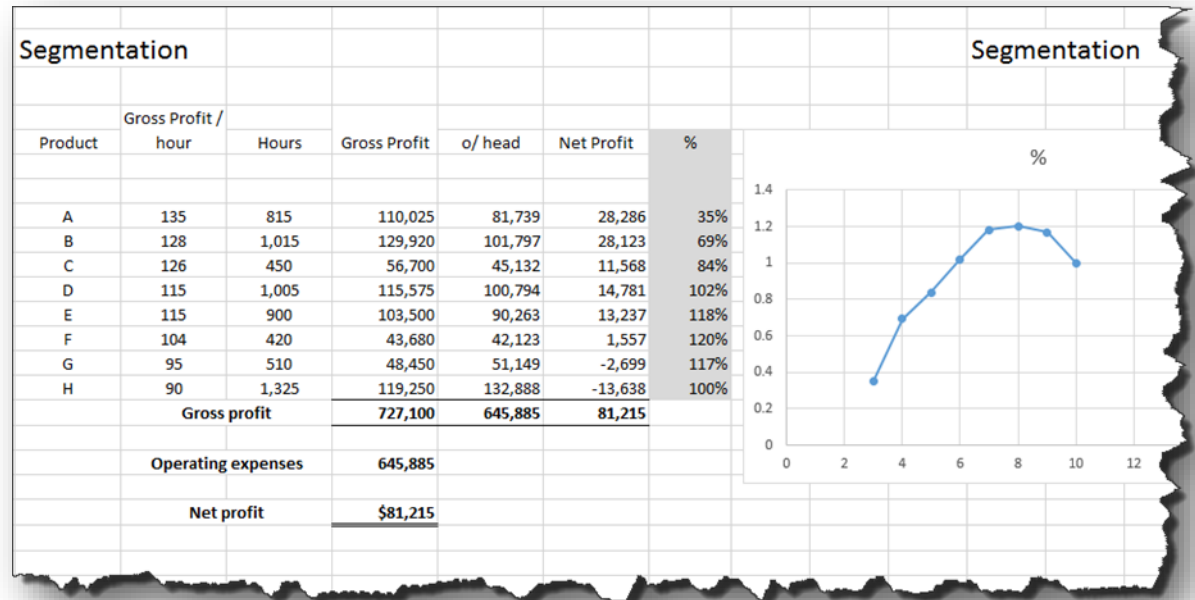 Segmentation Segmentation
Gross Profit /
Product hour Hours Gross Profit o/ head Net Profit %
A 135 815 110,025 81,739 28,286 35%
B 128 1,015 129,920 101,797 28,123 69%
C 126 450 56,700 45,132 11,568 84%
D 115 1,005 115,575 100,794 14,781 102%
E 115 900 103,500 90,263 13,237 118%
F 104 420 43,680 42,123 1,557 120%
G 95 510 48,450 51,149 -2,699 117%
H 90 1,325 119,250 132,888 -13,638 100%
Gross profit 727,100 645,885 81,215
Operating expenses 645,885
Net profit $81,215
%
1.4
1.2
1
0.8
0.6
0.4
0.2
0
0 2 4 6 8 10 12